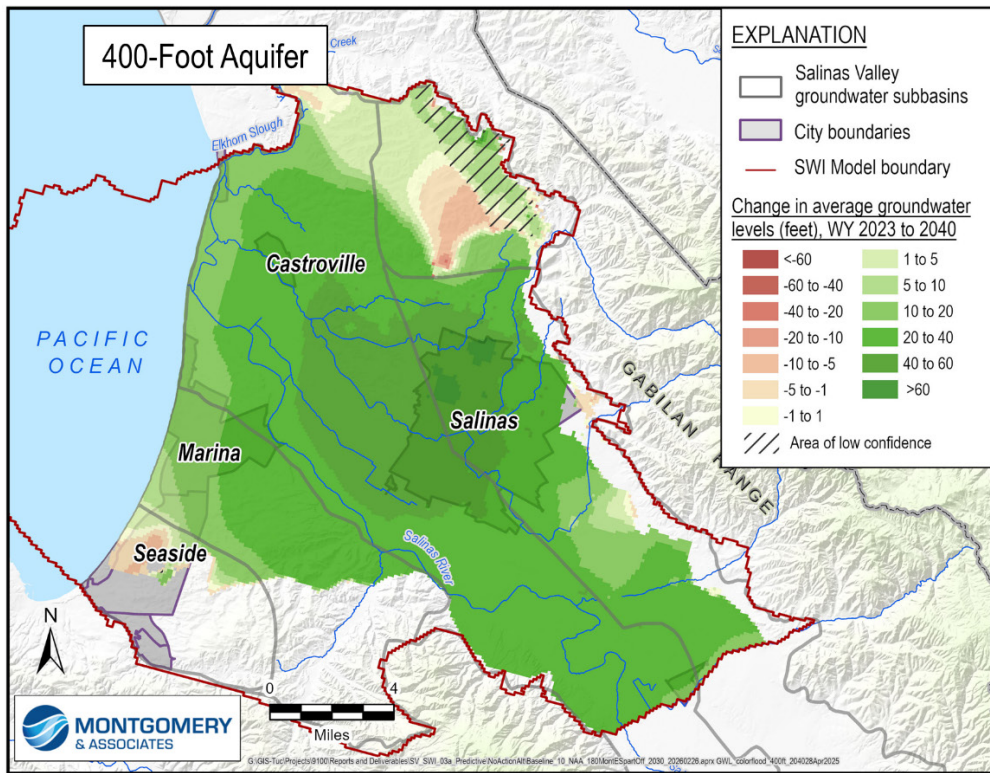 400-Foot Aquifer
Creek
Elkhorn Slough
Castroville
PACIFIC
OCEAN
Salinas
Marina
Seaside
Salinas
River
GABILAN
RANGE
N
0
4
Miles
MONTGOMERY
& ASSOCIATES
EXPLANATION
Salinas Valley
groundwater subbasins
City boundaries
SWI Model boundary
Change in average groundwater
levels (feet), WY 2023 to 2040
<-60
-60 to -40
-40 to -20
-20 to -10
-10 to -5
-5 to -1
-1 to 1
1 to 5
5 to 10
10 to 20
20 to 40
40 to 60
>60
Area of low confidence